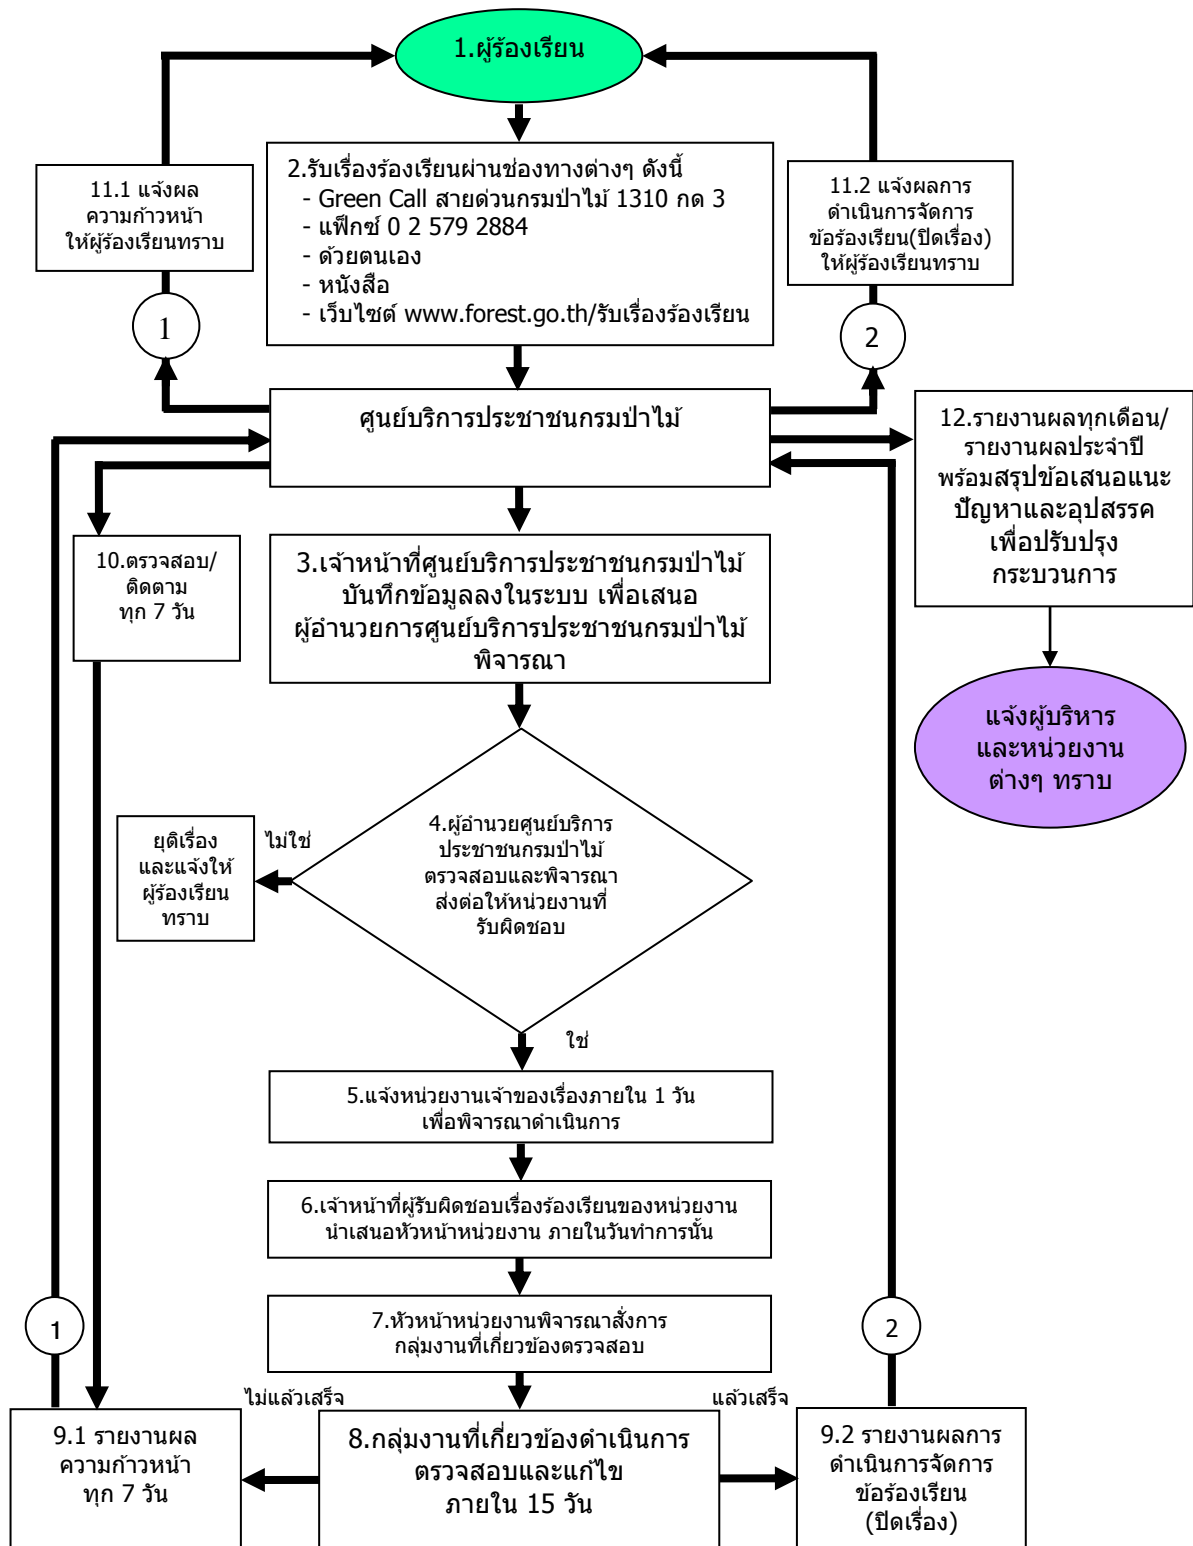 1.ผู้ร้องเรียน
11.1 แจ้งผล
ความก้าวหน้า
ให้ผู้ร้องเรียนทราบ
2.รับเรื่องร้องเรียนผ่านช่องทางต่างๆ ดังนี้
- Green Call สายด่วนกรมป่าไม้ 1310 กด 3
- แฟ็กซ์ 0 2 579 2884
- ด้วยตนเอง
- หนังสือ
- เว็บไซต์ www.forest.go.th/รับเรื่องร้องเรียน
11.2 แจ้งผลการ
ดำเนินการจัดการ
ข้อร้องเรียน(ปิดเรื่อง)
ให้ผู้ร้องเรียนทราบ
1
2
ศูนย์บริการประชาชนกรมป่าไม้
12.รายงานผลทุกเดือน/
รายงานผลประจำปี
พร้อมสรุปข้อเสนอแนะ
ปัญหาและอุปสรรค
เพื่อปรับปรุง
กระบวนการ
10.ตรวจสอบ/
ติดตาม
ทุก 7 วัน
3.เจ้าหน้าที่ศูนย์บริการประชาชนกรมป่าไม้
บันทึกข้อมูลลงในระบบ เพื่อเสนอ
ผู้อำนวยการศูนย์บริการประชาชนกรมป่าไม้
พิจารณา
แจ้งผู้บริหาร
และหน่วยงาน
ต่างๆ ทราบ
ยุติเรื่อง
และแจ้งให้
ผู้ร้องเรียน
ทราบ
ไม่ใช่
4.ผู้อำนวยศูนย์บริการ
ประชาชนกรมป่าไม้
ตรวจสอบและพิจารณา
ส่งต่อให้หน่วยงานที่
รับผิดชอบ
ใช่
5.แจ้งหน่วยงานเจ้าของเรื่องภายใน 1 วัน
เพื่อพิจารณาดำเนินการ
6.เจ้าหน้าที่ผู้รับผิดชอบเรื่องร้องเรียนของหน่วยงาน
นำเสนอหัวหน้าหน่วยงาน ภายในวันทำการนั้น
7.หัวหน้าหน่วยงานพิจารณาสั่งการ
กลุ่มงานที่เกี่ยวข้องตรวจสอบ
1
2
ไม่แล้วเสร็จ
แล้วเสร็จ
9.1 รายงานผล
ความก้าวหน้า
ทุก 7 วัน
8.กลุ่มงานที่เกี่ยวข้องดำเนินการ
ตรวจสอบและแก้ไข
ภายใน 15 วัน
9.2 รายงานผลการ
ดำเนินการจัดการ
ข้อร้องเรียน
(ปิดเรื่อง)